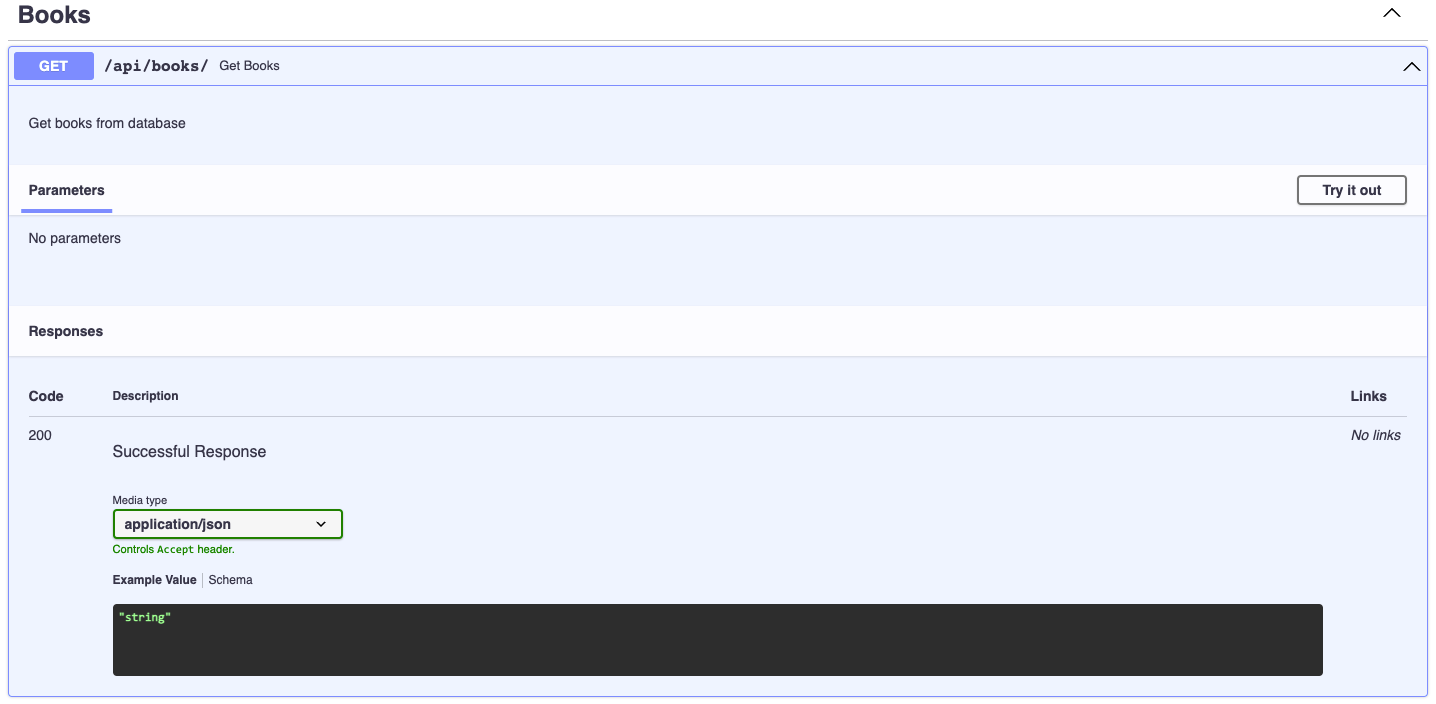 Books
GET /api/books/ Get Books
Get books from database
Parameters Try it out
No parameters
Responses
Code Description Links
200 Successful Response No links
Media type
application/json
Controls Accept header.
Example Value Schema
"string"